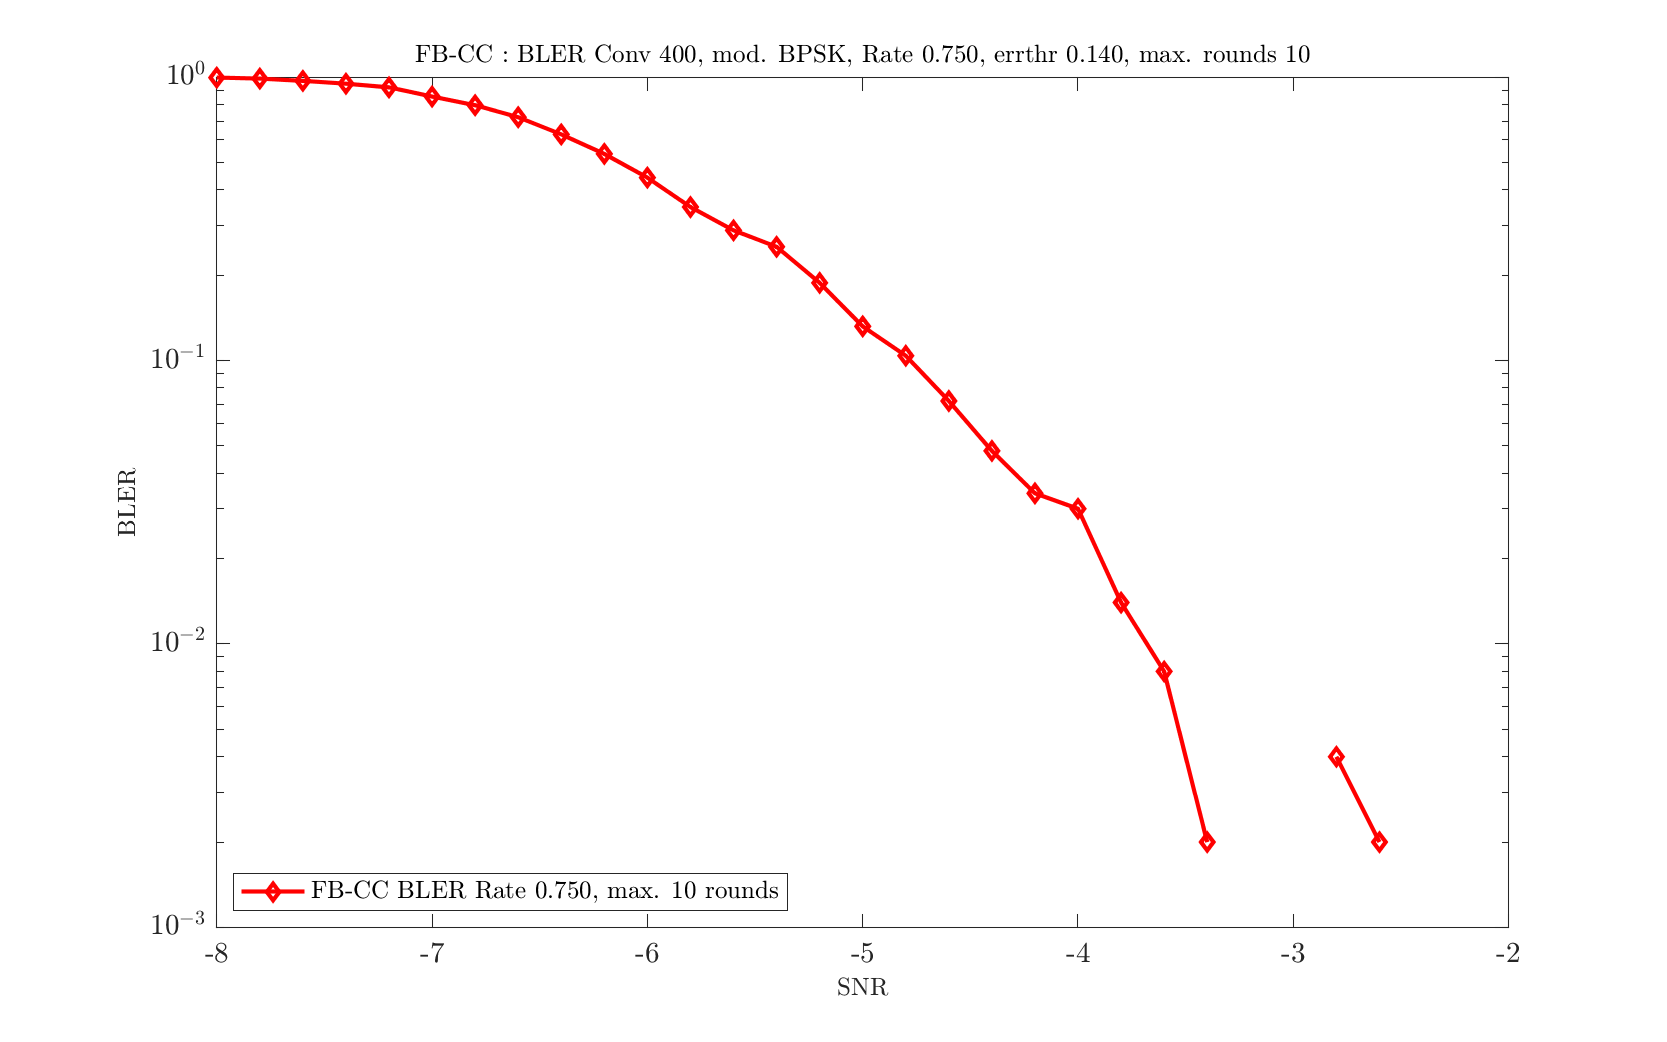 FB-CC : BLER Conv 400, mod. BPSK, Rate 0.750, errthr 0.140, max. rounds 10
10⁰
10⁻¹
10⁻²
10⁻³
BLER
FB-CC BLER Rate 0.750, max. 10 rounds
-8 -7 -6 -5 -4 -3 -2
SNR